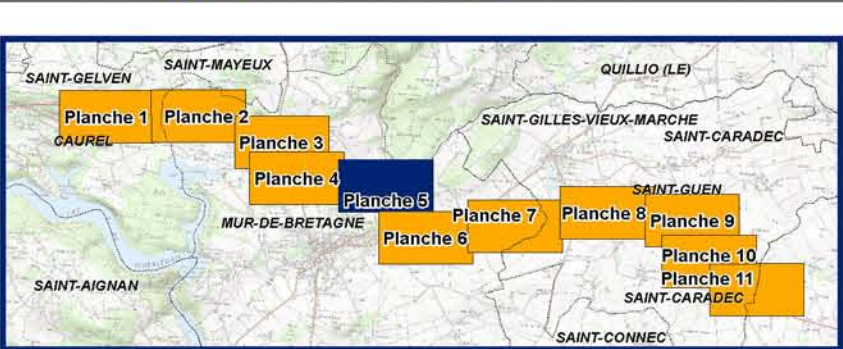 SAINT-MAYEUX
SAINT-GELVEN
QUILLIO (LE)
Planche 1
Planche 2
SAINT-GILLES-VIEUX-MARCHE
SAINT-CARADEC
CAUREL
Planche 3
Planche 4
SAINT-GUEN
Planche 5
Planche 7
Planche 8
Planche 9
MUR-DE-BRETAGNE
Planche 6
Planche 10
Planche 11
SAINT-AIGNAN
SAINT-CARADEC
SAINT-CONNEC